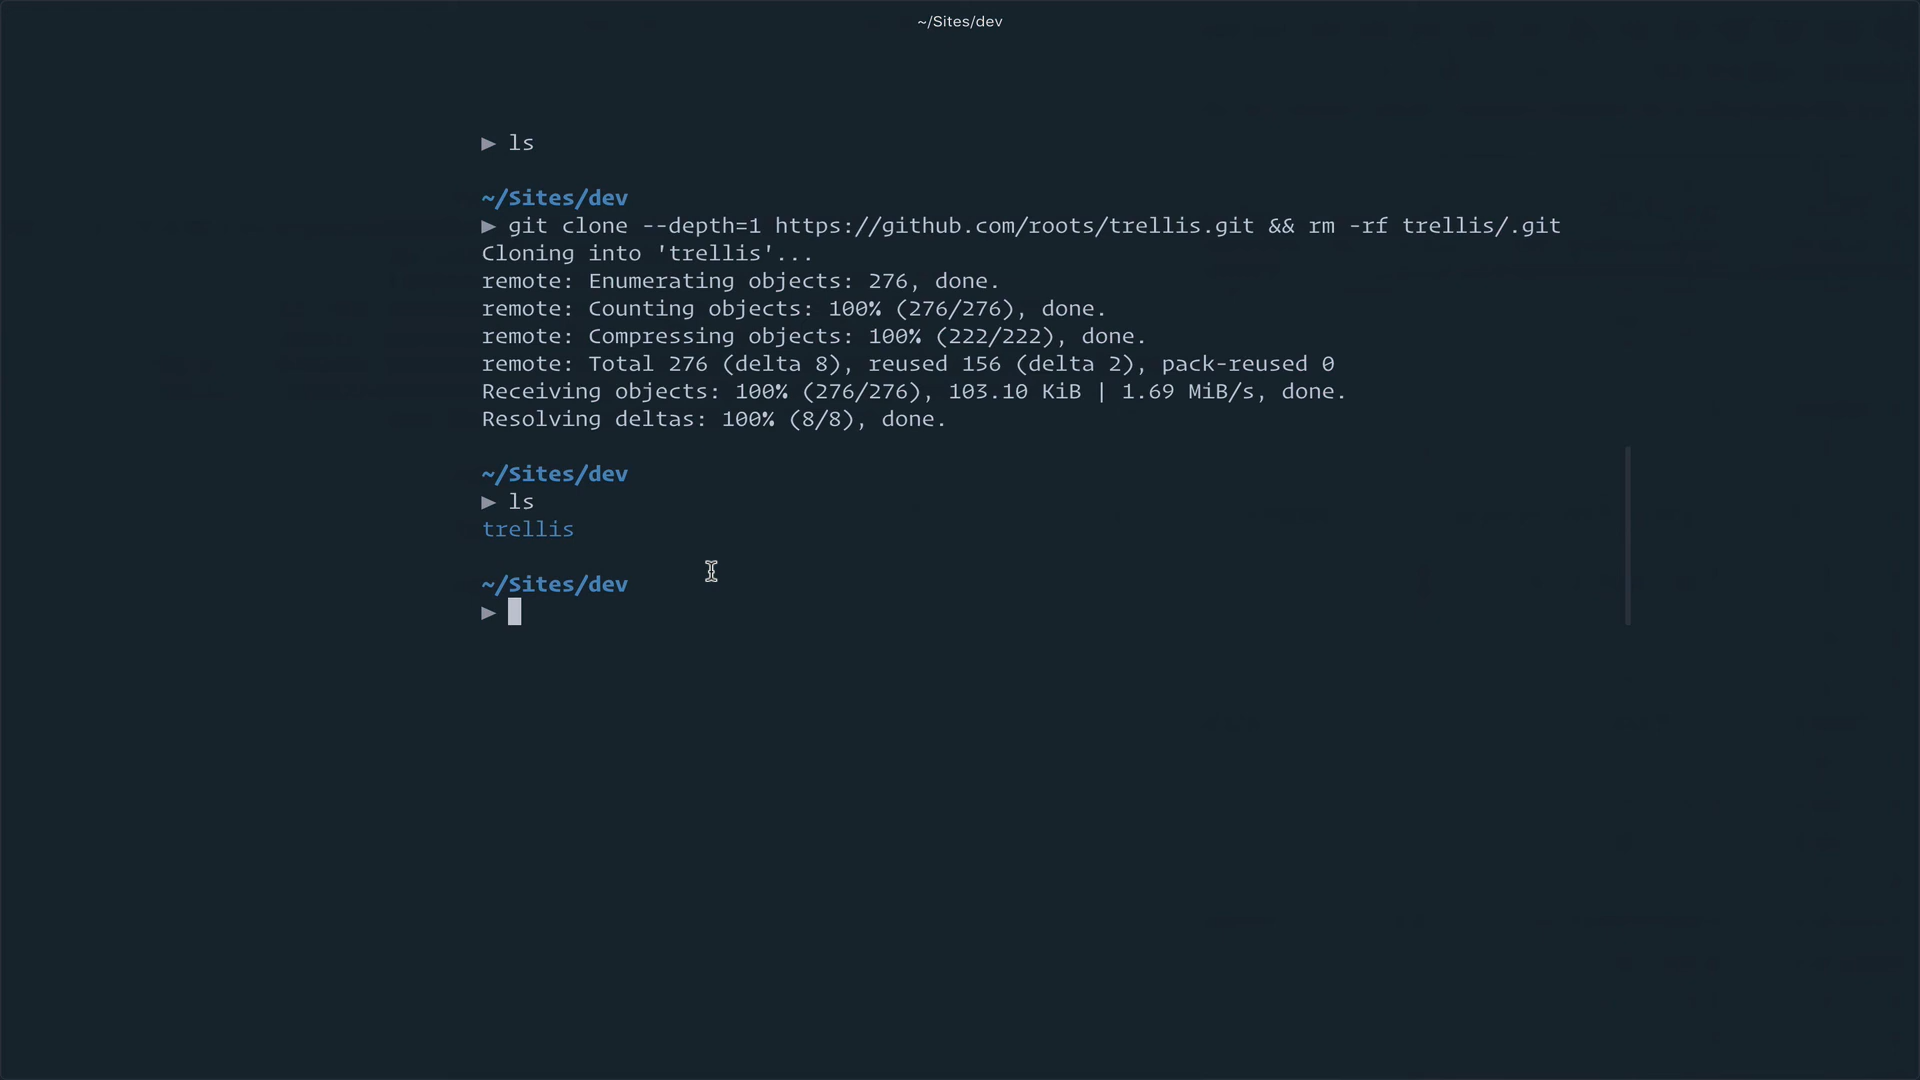 ~/Sites/dev
▶ ls
~/Sites/dev
▶ git clone --depth=1 https://github.com/roots/trellis.git && rm -rf trellis/.git
Cloning into 'trellis'...
remote: Enumerating objects: 276, done.
remote: Counting objects: 100% (276/276), done.
remote: Compressing objects: 100% (222/222), done.
remote: Total 276 (delta 8), reused 156 (delta 2), pack-reused 0
Receiving objects: 100% (276/276), 103.10 KiB | 1.69 MiB/s, done.
Resolving deltas: 100% (8/8), done.
~/Sites/dev
▶ ls
trellis
~/Sites/dev
▶